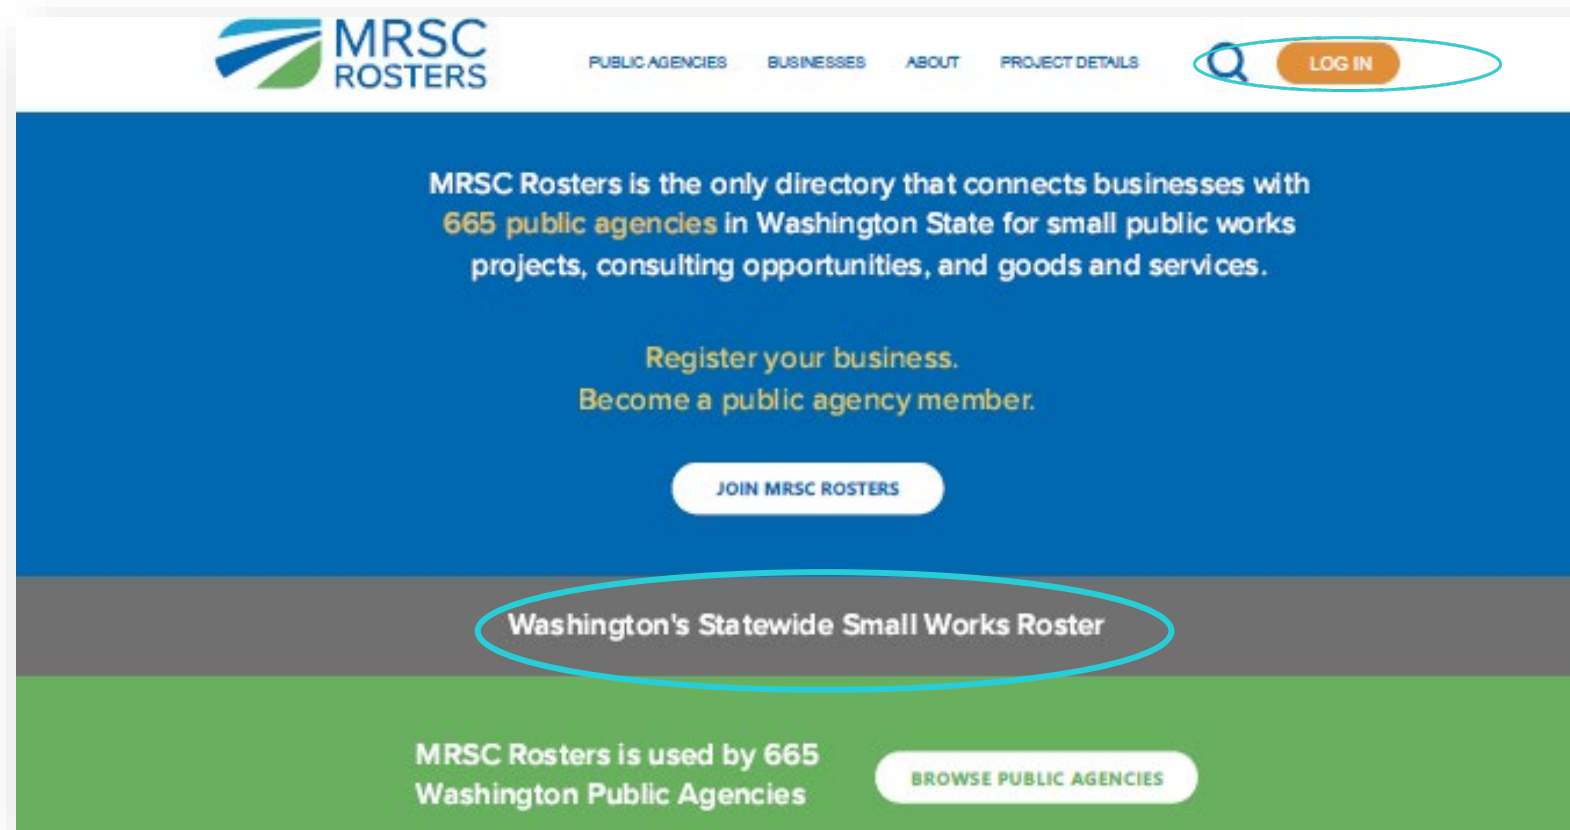 MRSC
ROSTERS
PUBLIC AGENCIES BUSINESSES ABOUT PROJECT DETAILS LOG IN
MRSC Rosters is the only directory that connects businesses with
665 public agencies in Washington State for small public works
projects, consulting opportunities, and goods and services.
Register your business.
Become a public agency member.
JOIN MRSC ROSTERS
Washington's Statewide Small Works Roster
MRSC Rosters is used by 665
Washington Public Agencies
BROWSE PUBLIC AGENCIES